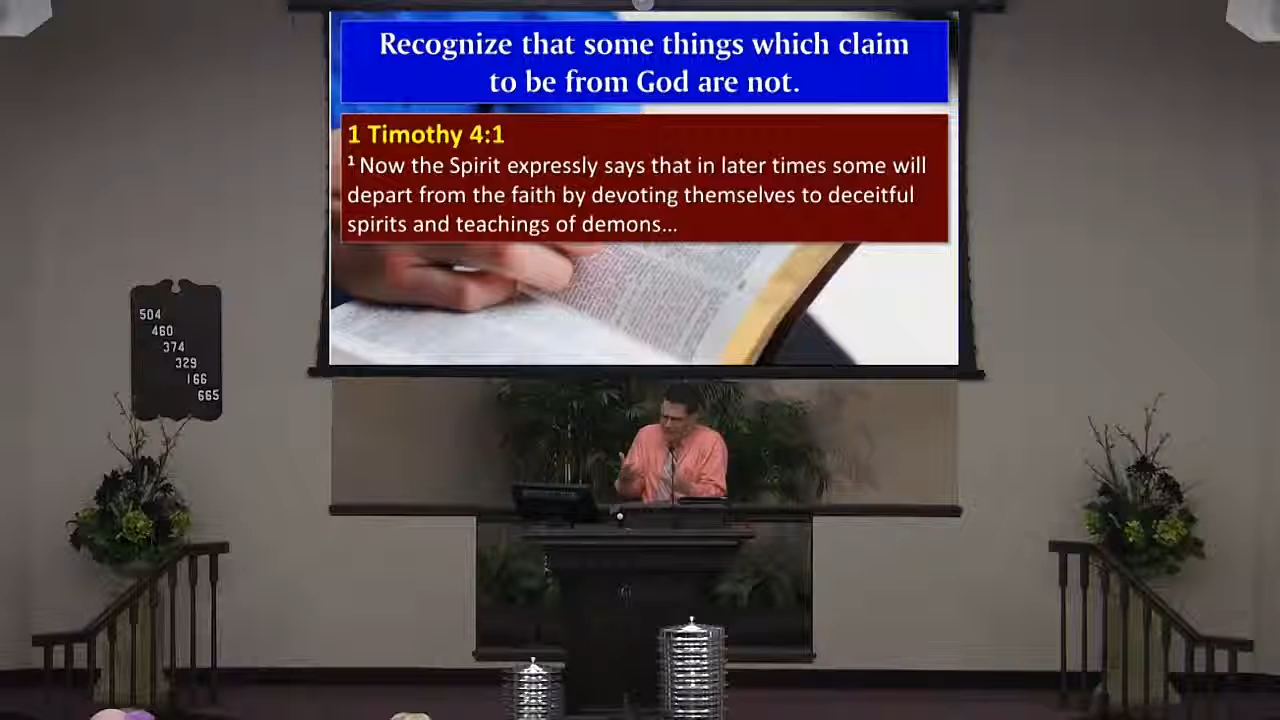 Recognize that some things which claim
to be from God are not.
1 Timothy 4:1
1 Now the Spirit expressly says that in later times some will
depart from the faith by devoting themselves to deceitful
spirits and teachings of demons...
504
460
374
329
166
665